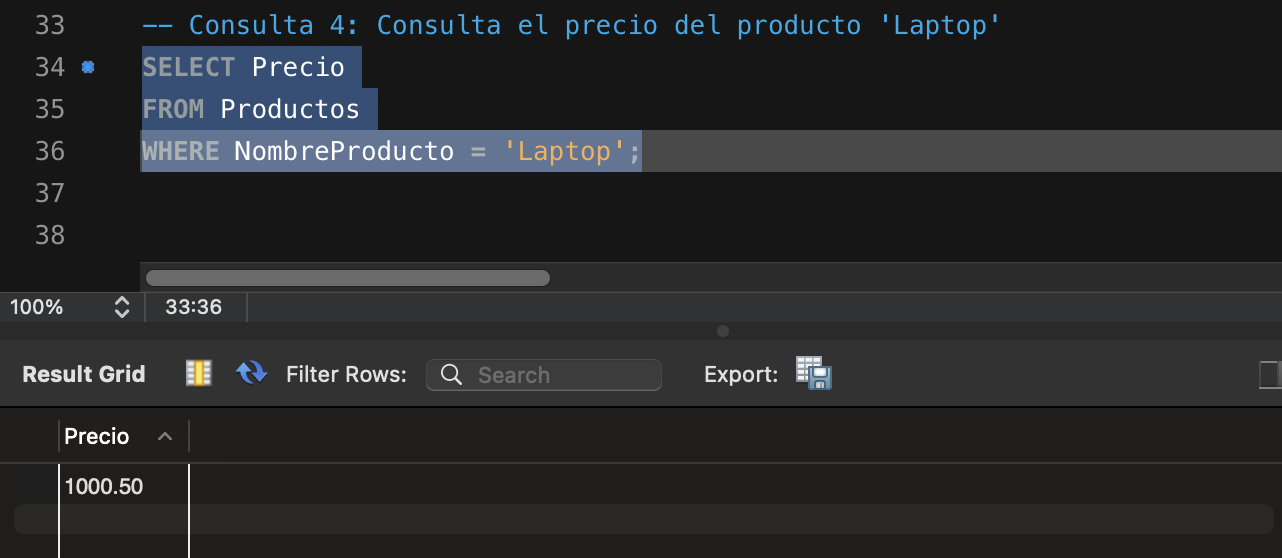 33 -- Consulta 4: Consulta el precio del producto 'Laptop'
34 SELECT Precio
35 FROM Productos
36 WHERE NombreProducto = 'Laptop';
37
38
100% 33:36
Result Grid Filter Rows: Search Export:
Precio
1000.50